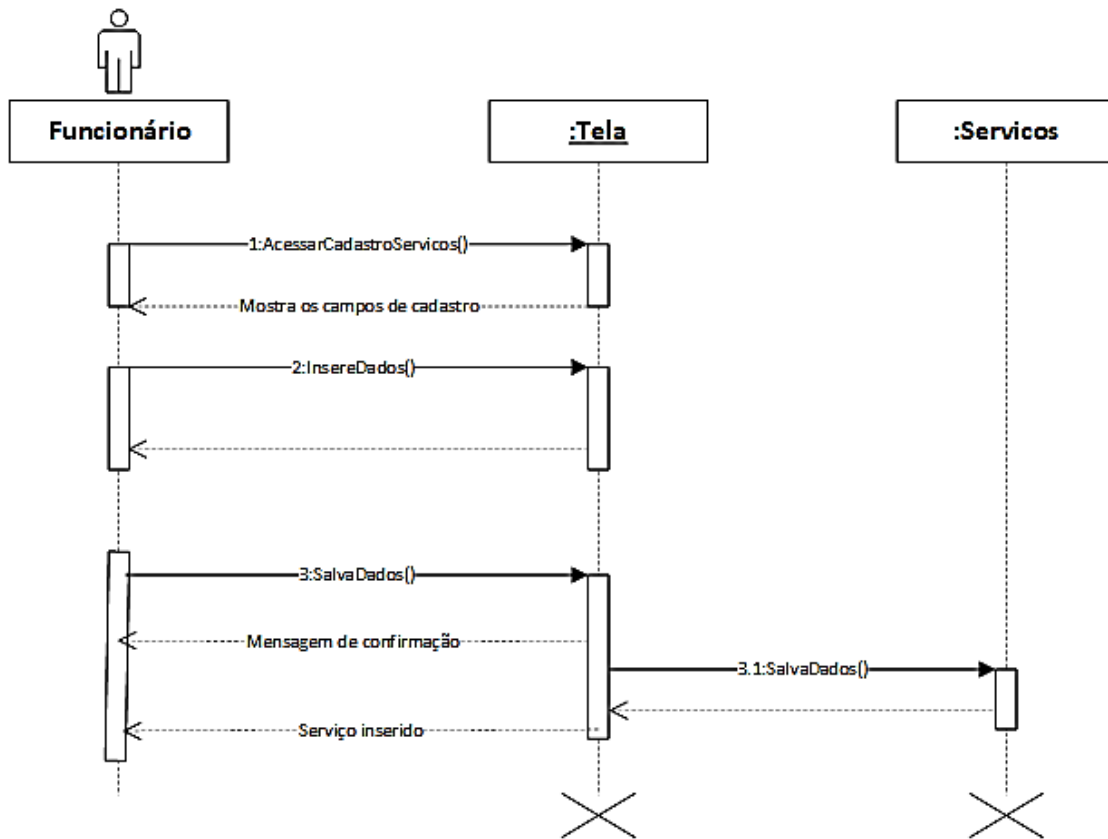 Funcionário
:Tela
:Servicos
1:AcessarCadastroServicos()
Mostra os campos de cadastro
2:InsereDados()
3:SalvaDados()
Mensagem de confirmação
3.1:SalvaDados()
Serviço inserido